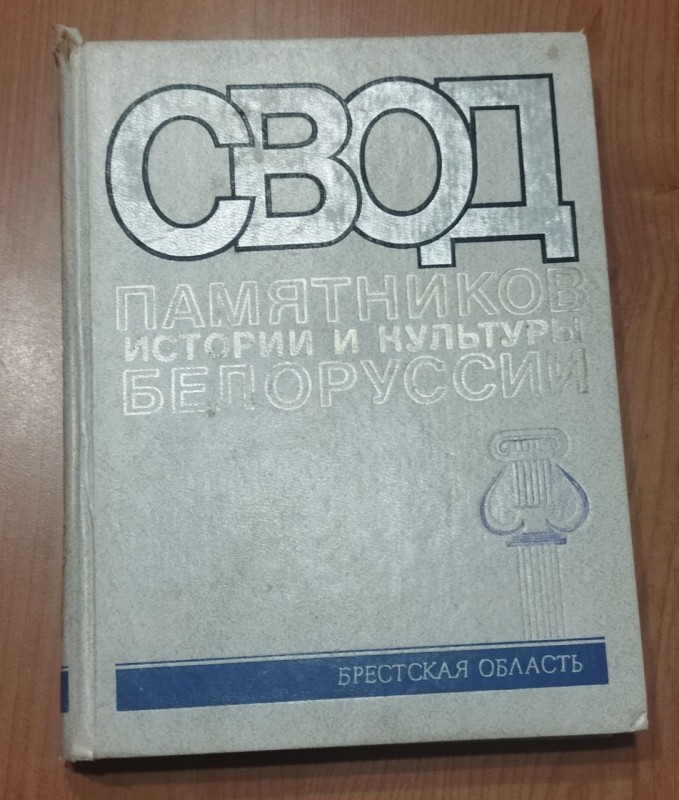 СВОД
ПАМЯТНИКОВ
ИСТОРИИ И КУЛЬТУРЫ
БЕЛОРУССИИ
БРЕСТСКАЯ ОБЛАСТЬ